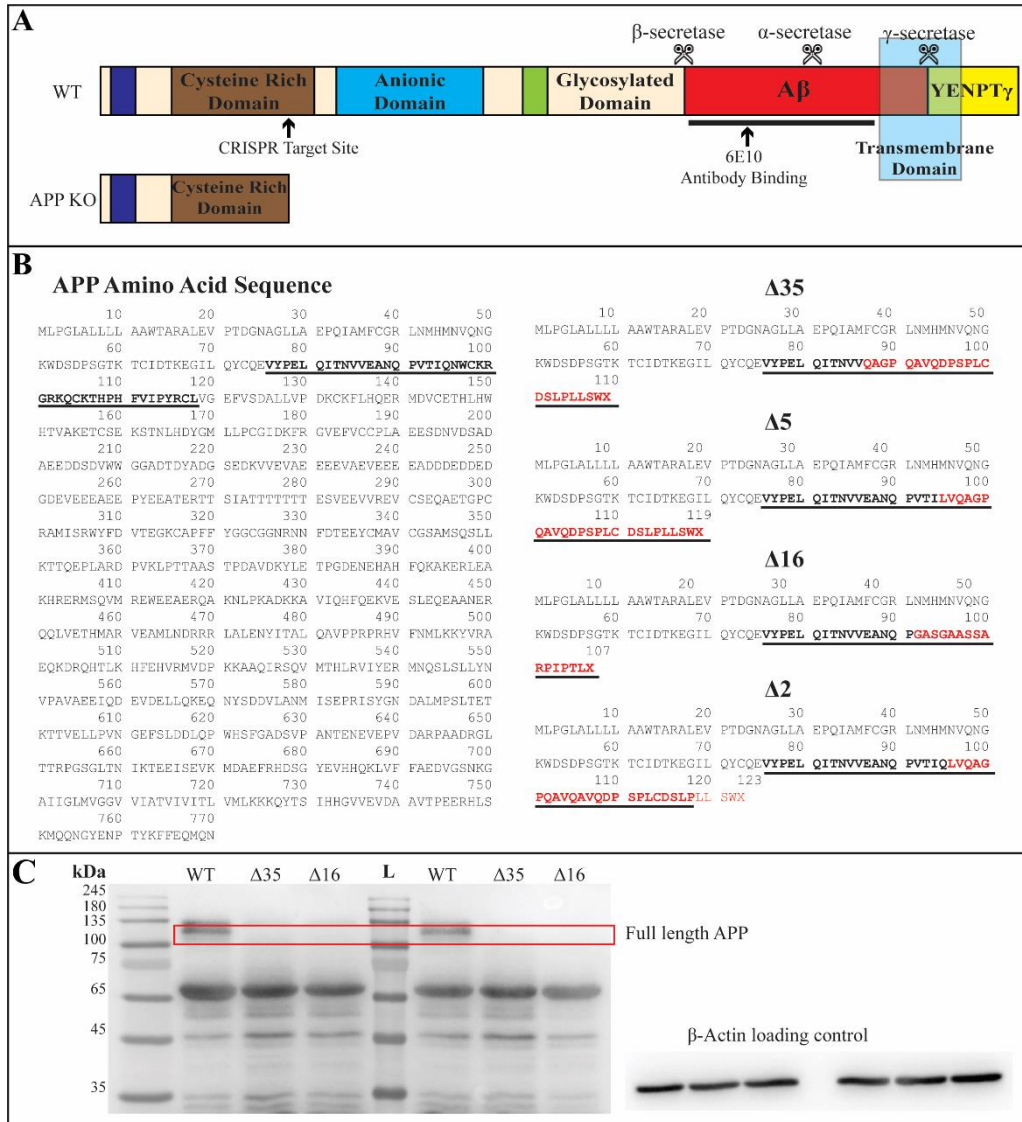 A
β-secretase
α-secretase
γ-secretase
WT
Cysteine Rich
Domain
Anionic
Domain
Glycosylated
Domain
Aβ
YENPTγ
CRISPR Target Site
6E10
Antibody Binding
Transmembrane
Domain
APP KO
Cysteine Rich
Domain
B
APP Amino Acid Sequence
10 20 30 40 50
MLPGLALLLL AAWTARALEV PTDGNAGLLA EPQIAMFCGR LNMHMNVQNG
60 70 80 90 100
KWDSDPSGTK TCIDTKEGIL QYCQEVYPEL QITNVVEANQ PVTIQNWCKR
110 120 130 140 150
GRKQCKTHPH FVIPYRCLVG EFVSDALLVP DKCKFLHQER MDVCETHLHW
160 170 180 190 200
HTVAKETCSE KSTNLHDYGM LLPCGIDKFR GVEFVCCPLA EESDNVDSAD
210 220 230 240 250
AEEDDSDVWW GGADTDYADG SEDKVVEVAE EEEVAEVEEE EADDDEDDED
260 270 280 290 300
GDEVEEEAEE PYEEATERTT SIATTTTTTT ESVEEVVREV CSEQAETGPC
310 320 330 340 350
RAMISRWYFD VTEGKCAPFF YGGCGGNRNN FDTEEYCMAV CGSAMSQSLL
360 370 380 390 400
KTTQEPLARD PVKLPTTAAS TPDAVDKYLE TPGDENEHAH FQKAKERLEA
410 420 430 440 450
KHRERMSQVM REWEEAERQA KNLPKADKKA VIQHFQEKVE SLEQEAANER
460 470 480 490 500
QQLVETHMAR VEAMLNDRRR LALENYITAL QAVPPRPRHV FNMLKKYVRA
510 520 530 540 550
EQKDRQHTLK HFEHVRMVDP KKAAQIRSQV MTHLRVIYER MNQSLSLLYN
560 570 580 590 600
VPAVAEEIQD EVDELLQKEQ NYSDDVLANM ISEPRISYGN DALMPSLTET
610 620 630 640 650
KTTVELLPVN GEFSLDDLQP WHSFGADSVP ANTENEVEPV DARPAADRGL
660 670 680 690 700
TTRPGSGLTN IKTEEISEVK MDAEFRHDSG YEVHHQKLVF FAEDVGSNKG
710 720 730 740 750
AIIGLMVGGV VIATVIVITL VMLKKKQYTS IHHGVVEVDA AVTPEERHLS
760 770
KMQQNGYENP TYKFFEQMQN
Δ35
10 20 30 40 50
MLPGLALLLL AAWTARALEV PTDGNAGLLA EPQIAMFCGR LNMHMNVQNG
60 70 80 90 100
KWDSDPSGTK TCIDTKEGIL QYCQEVYPEL QITNVVQAGP QAVQDPSPLC
110
DSLPLLSWX
Δ5
10 20 30 40 50
MLPGLALLLL AAWTARALEV PTDGNAGLLA EPQIAMFCGR LNMHMNVQNG
60 70 80 90 100
KWDSDPSGTK TCIDTKEGIL QYCQEVYPEL QITNVVEANQ PVTILVQAGP
110 119
QAVQDPSPLC DSLPLLSWX
Δ16
10 20 30 40 50
MLPGLALLLL AAWTARALEV PTDGNAGLLA EPQIAMFCGR LNMHMNVQNG
60 70 80 90 100
KWDSDPSGTK TCIDTKEGIL QYCQEVYPEL QITNVVEANQ PGASGAASSA
107
RPIPTLX
Δ2
10 20 30 40 50
MLPGLALLLL AAWTARALEV PTDGNAGLLA EPQIAMFCGR LNMHMNVQNG
60 70 80 90 100
KWDSDPSGTK TCIDTKEGIL QYCQEVYPEL QITNVVEANQ PVTIQLVQAG
110 120 123
PQAVQAVQDP SPLCDSLPLL SWX
C
kDa WT Δ35 Δ16 L WT Δ35 Δ16
245
180
135
100
75
65
45
35
Full length APP
β-Actin loading control